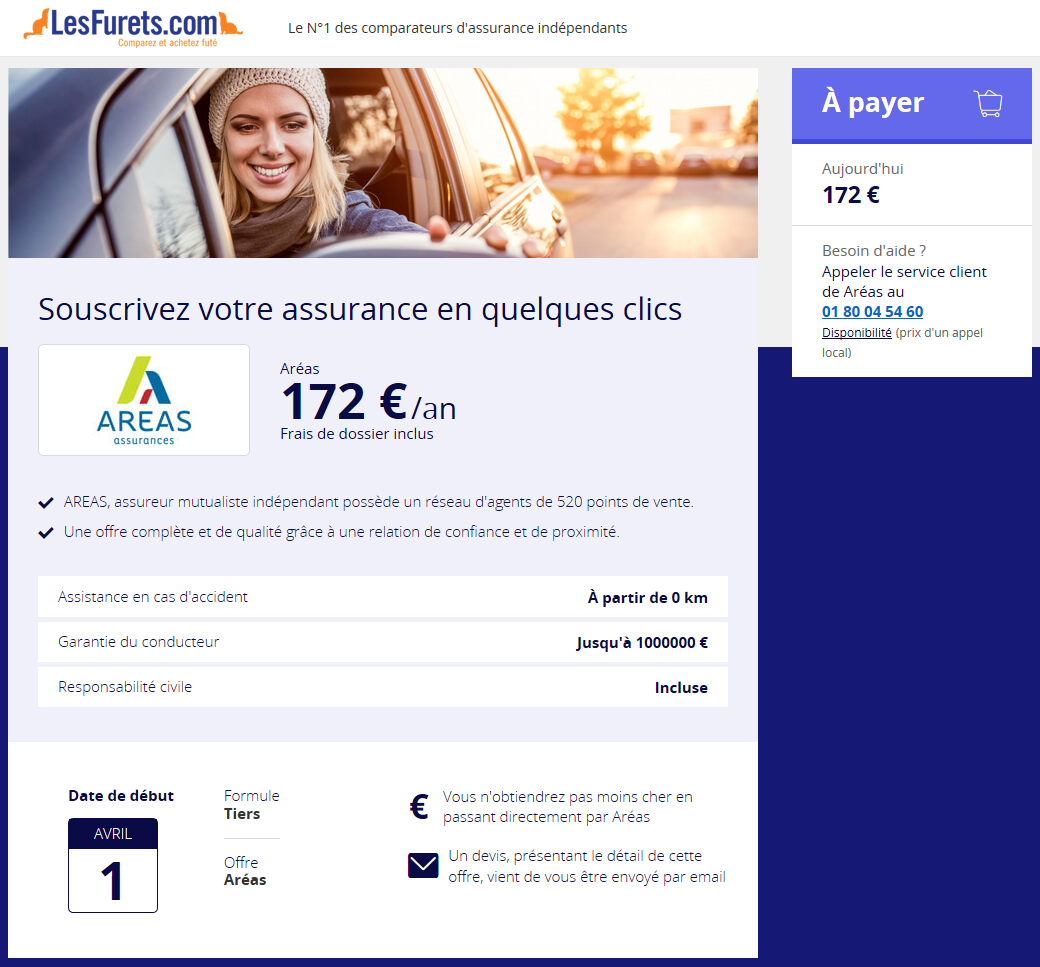 LesFurets.com
Comparez et achetez futé
Le N°1 des comparateurs d'assurance indépendants
À payer
Aujourd'hui
172 €
Besoin d'aide ?
Appeler le service client
de Aréas au
01 80 04 54 60
Disponibilité (prix d'un appel
local)
Souscrivez votre assurance en quelques clics
AREAS
assurances
Aréas
172 €/an
Frais de dossier inclus
AREAS, assureur mutualiste indépendant possède un réseau d'agents de 520 points de vente.
Une offre complète et de qualité grâce à une relation de confiance et de proximité.
Assistance en cas d'accident À partir de 0 km
Garantie du conducteur Jusqu'à 1000000 €
Responsabilité civile Incluse
Date de début
AVRIL
1
Formule
Tiers
Offre
Aréas
€ Vous n'obtiendrez pas moins cher en
passant directement par Aréas
Un devis, présentant le détail de cette
offre, vient de vous être envoyé par email